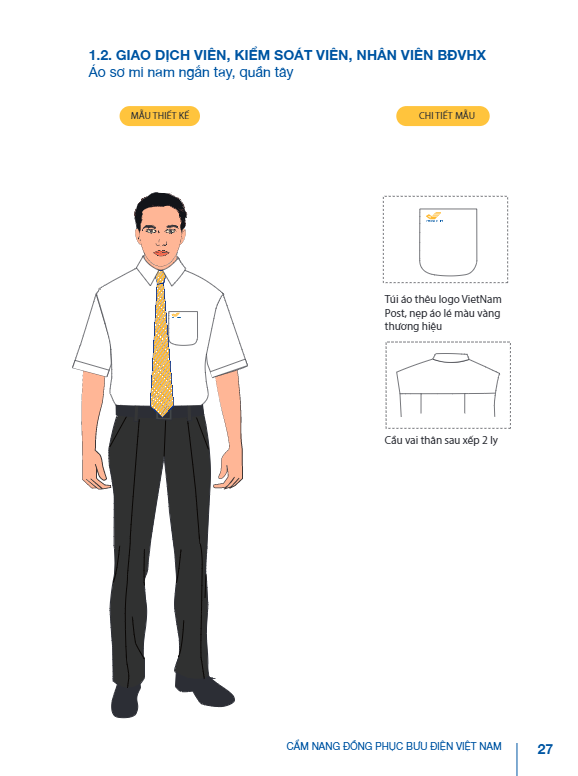 1.2. GIAO DỊCH VIÊN, KIỂM SOÁT VIÊN, NHÂN VIÊN BĐVHX
Áo sơ mi nam ngắn tay, quần tây
MẪU THIẾT KẾ
CHI TIẾT MẪU
Túi áo thêu logo VietNam
Post, nẹp áo lé màu vàng
thương hiệu
Cầu vai thân sau xếp 2 ly
CẨM NANG ĐỒNG PHỤC BƯU ĐIỆN VIỆT NAM
27